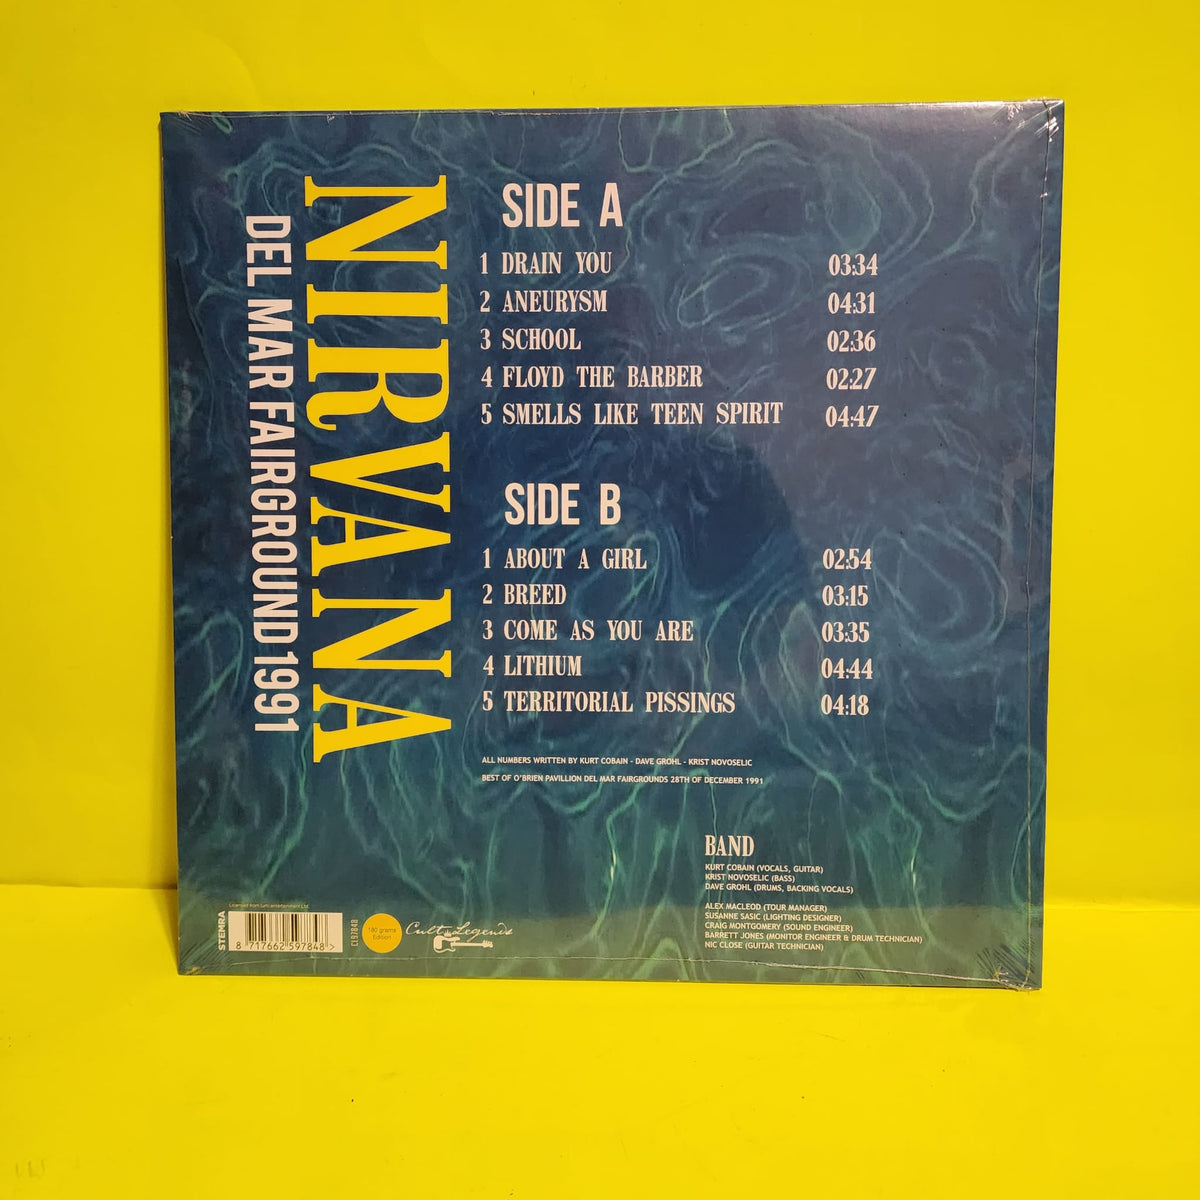 NIRVANA
DEL MAR FAIRGROUND 1991
SIDE A
1 DRAIN YOU 03:34
2 ANEURYSM 04:31
3 SCHOOL 02:36
4 FLOYD THE BARBER 02:27
5 SMELLS LIKE TEEN SPIRIT 04:47
SIDE B
1 ABOUT A GIRL 02:54
2 BREED 03:15
3 COME AS YOU ARE 03:35
4 LITHIUM 04:44
5 TERRITORIAL PISSINGS 04:18
ALL NUMBERS WRITTEN BY KURT COBAIN - DAVE GROHL - KRIST NOVOSELIC
BEST OF O'BRIEN PAVILLION DEL MAR FAIRGROUNDS 28TH OF DECEMBER 1991
BAND
KURT COBAIN (VOCALS, GUITAR)
KRIST NOVOSELIC (BASS)
DAVE GROHL (DRUMS, BACKING VOCALS)
ALEX MACLEOD (TOUR MANAGER)
SUSANNE SASIC (LIGHTING DESIGNER)
CRAIG MONTGOMERY (SOUND ENGINEER)
BARRETT JONES (MONITOR ENGINEER & DRUM TECHNICIAN)
NIC CLOSE (GUITAR TECHNICIAN)
Licensed from entertainment Ltd.
STEMRA
8 717662 597848 >
CL97848
180 grams
Edition
Cult Legends